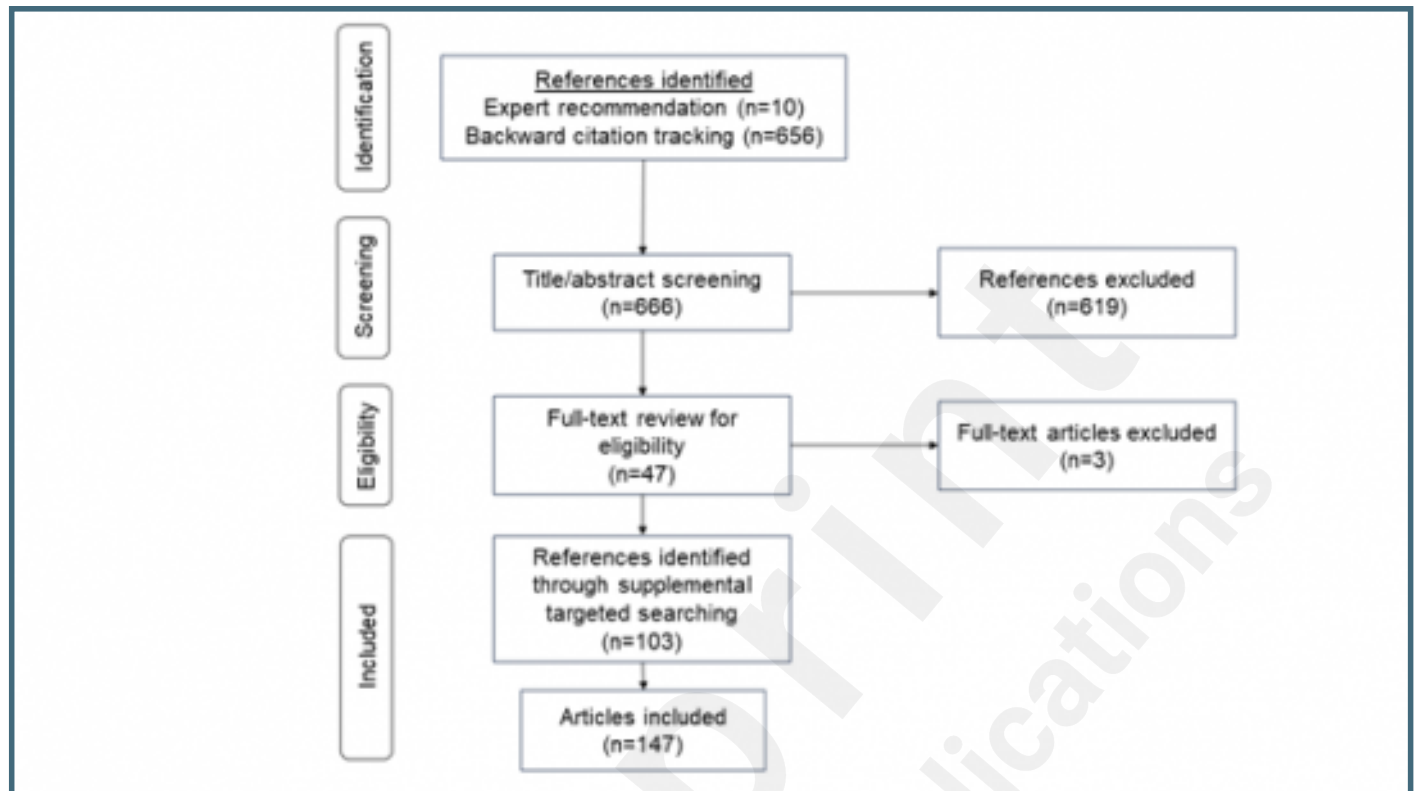 Identification
References identified
Expert recommendation (n=10)
Backward citation tracking (n=656)
Screening
Title/abstract screening
(n=666)
References excluded
(n=619)
Eligibility
Full-text review for
eligibility
(n=47)
Full-text articles excluded
(n=3)
Included
References identified
through supplemental
targeted searching
(n=103)
Articles included
(n=147)
print
lications